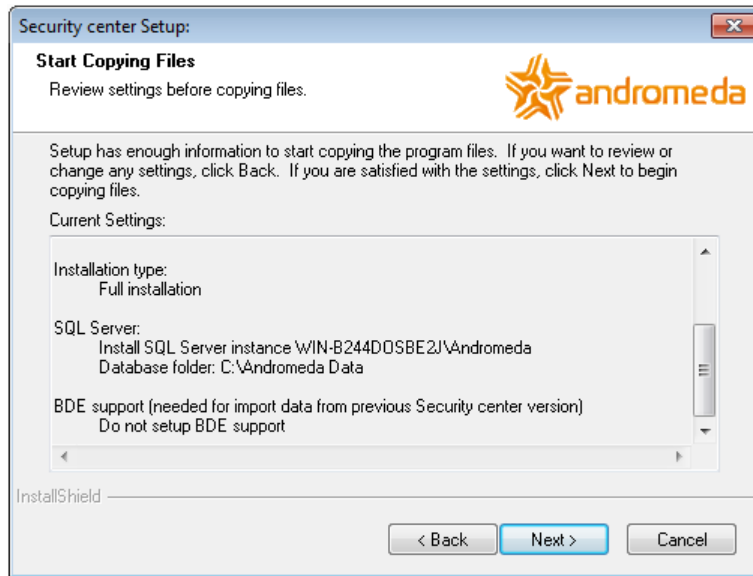 Security center Setup:
Start Copying Files
Review settings before copying files.
andromeda
Setup has enough information to start copying the program files. If you want to review or
change any settings, click Back. If you are satisfied with the settings, click Next to begin
copying files.
Current Settings:
Installation type:
Full installation
SQL Server:
Install SQL Server instance WIN-B244DOSBE2J\Andromeda
Database folder: C:\Andromeda Data
BDE support (needed for import data from previous Security center version)
Do not setup BDE support
InstallShield
< Back
Next >
Cancel